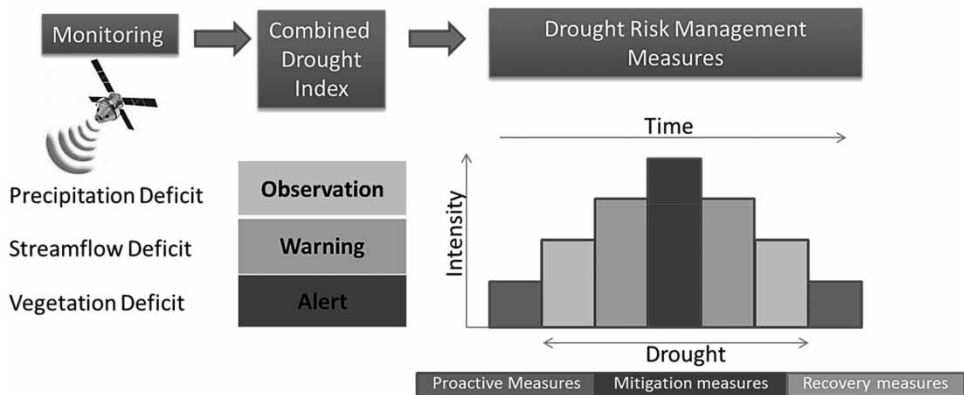 Monitoring
Combined
Drought
Index
Drought Risk Management
Measures
Time
Precipitation Deficit
Streamflow Deficit
Vegetation Deficit
Observation
Warning
Alert
Intensity
Drought
Proactive Measures
Mitigation measures
Recovery measures